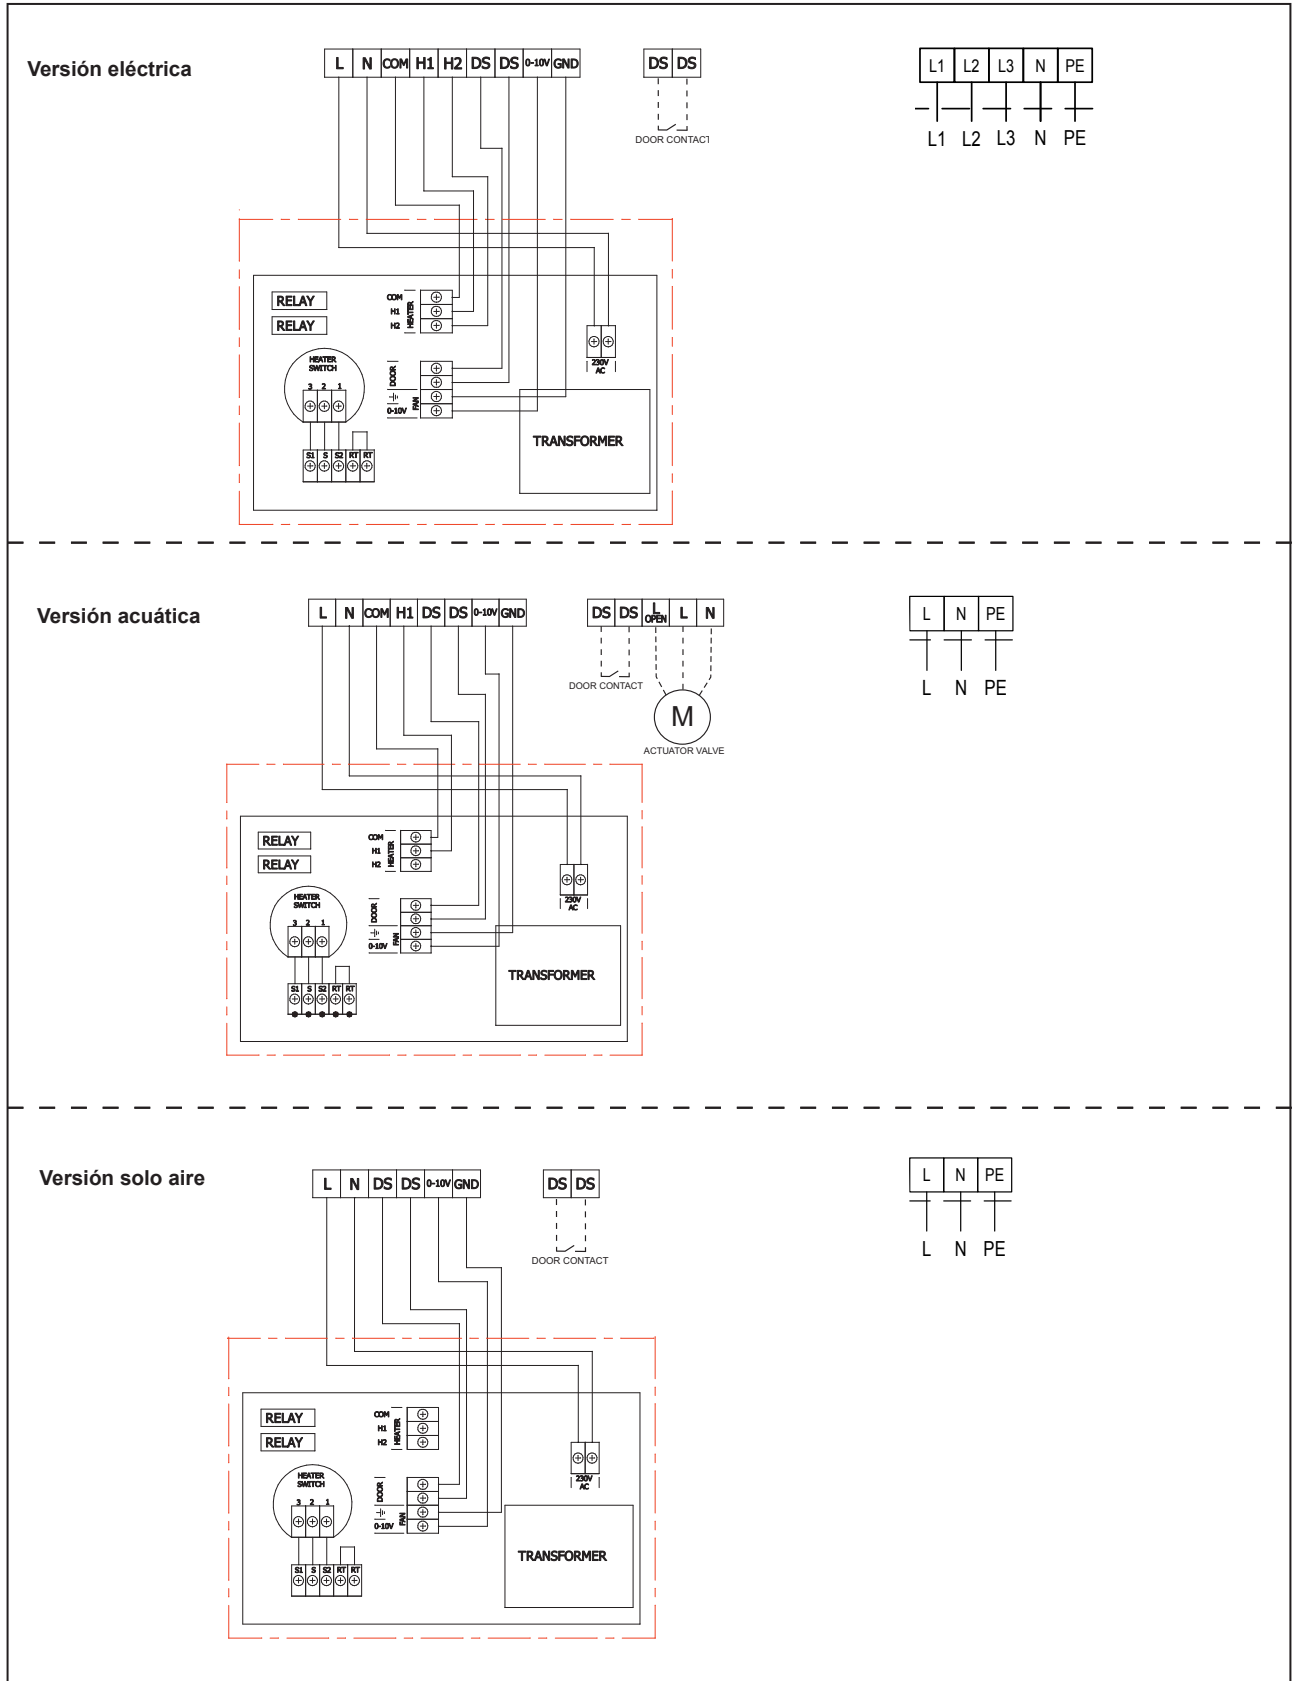 Versión eléctrica
L N COM H1 H2 DS DS 0-10V GND
DS DS
DOOR CONTACT
L1 L2 L3 N PE
L1 L2 L3 N PE
RELAY
RELAY
COM
H1
H2
HEATER
HEATER
SWITCH
3 2 1
S1 S S2 RT RT
DOOR
FAN
0-10V
230V
AC
TRANSFORMER
Versión acuática
L N COM H1 DS DS 0-10V GND
DS DS L OPEN L N
DOOR CONTACT
M
ACTUATOR VALVE
L N PE
L N PE
RELAY
RELAY
COM
H1
H2
HEATER
HEATER
SWITCH
3 2 1
S1 S S2 RT RT
DOOR
FAN
0-10V
230V
AC
TRANSFORMER
Versión solo aire
L N DS DS 0-10V GND
DS DS
DOOR CONTACT
L N PE
L N PE
RELAY
RELAY
COM
H1
H2
HEATER
HEATER
SWITCH
3 2 1
S1 S S2 RT RT
DOOR
FAN
0-10V
230V
AC
TRANSFORMER